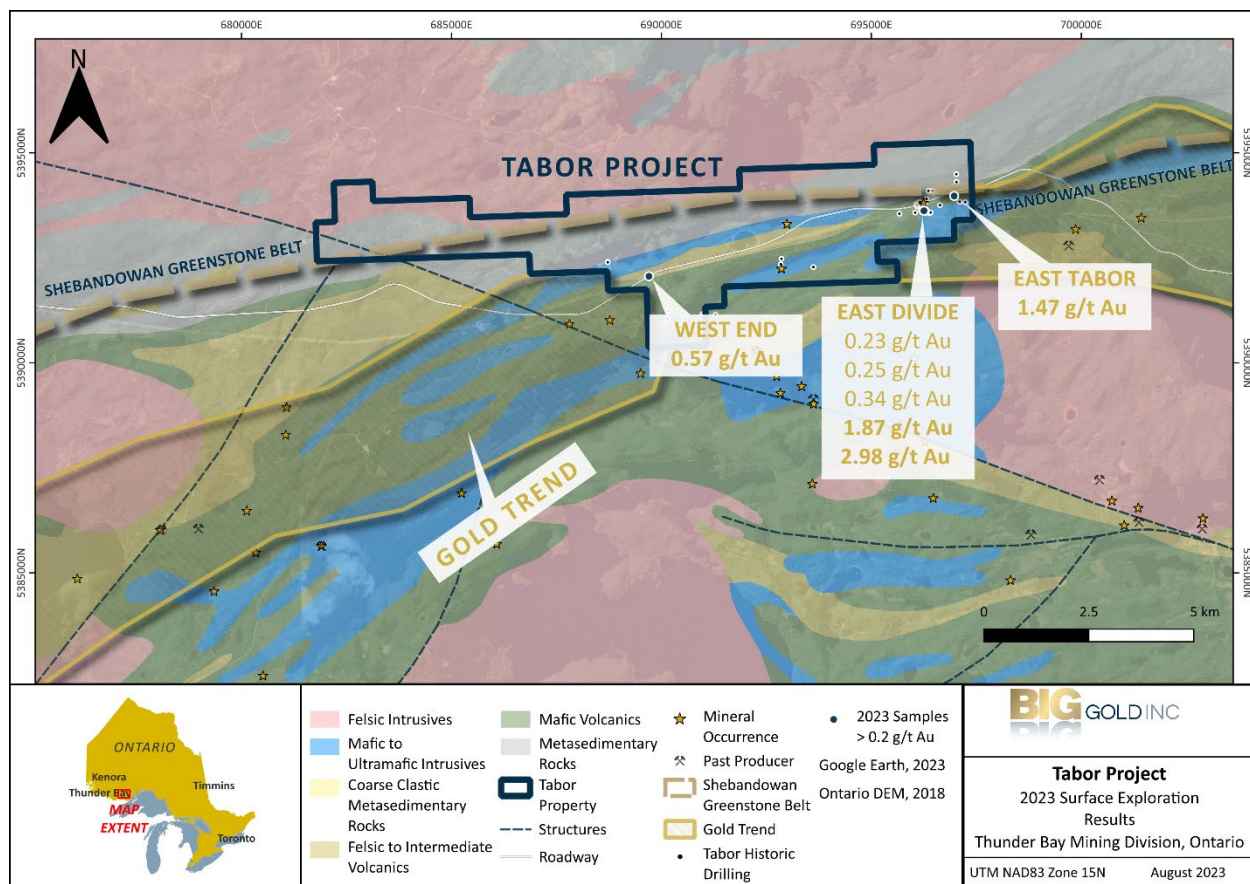 680000E
685000E
690000E
695000E
700000E
N
5395000N
5395000N
TABOR PROJECT
SHEBANDOWAN GREENSTONE BELT
SHEBANDOWAN GREENSTONE BELT
EAST TABOR
1.47 g/t Au
EAST DIVIDE
0.23 g/t Au
0.25 g/t Au
0.34 g/t Au
1.87 g/t Au
2.98 g/t Au
WEST END
0.57 g/t Au
5390000N
5390000N
GOLD TREND
5385000N
5385000N
0 2.5 5 km
ONTARIO
Kenora
Thunder Bay
Timmins
MAP
EXTENT
Toronto
Felsic Intrusives
Mafic to
Ultramafic Intrusives
Coarse Clastic
Metasedimentary
Rocks
Felsic to Intermediate
Volcanics
Mafic Volcanics
Metasedimentary
Rocks
Tabor
Property
Structures
Roadway
Mineral
Occurrence
Past Producer
Shebandowan
Greenstone Belt
Gold Trend
Tabor Historic
Drilling
2023 Samples
> 0.2 g/t Au
Google Earth, 2023
Ontario DEM, 2018
BIG GOLD INC
Tabor Project
2023 Surface Exploration
Results
Thunder Bay Mining Division, Ontario
UTM NAD83 Zone 15N August 2023